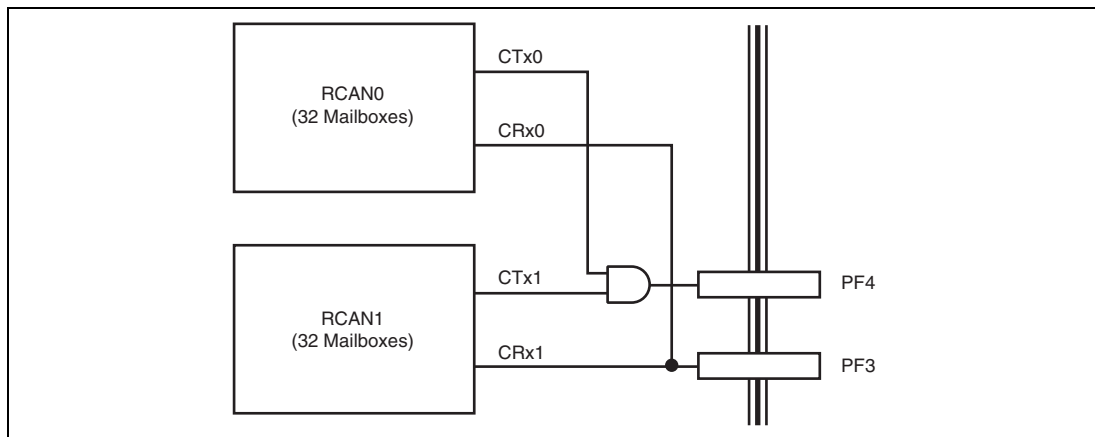 CTx0
RCAN0
(32 Mailboxes)
CRx0
CTx1
PF4
RCAN1
(32 Mailboxes)
CRx1
PF3